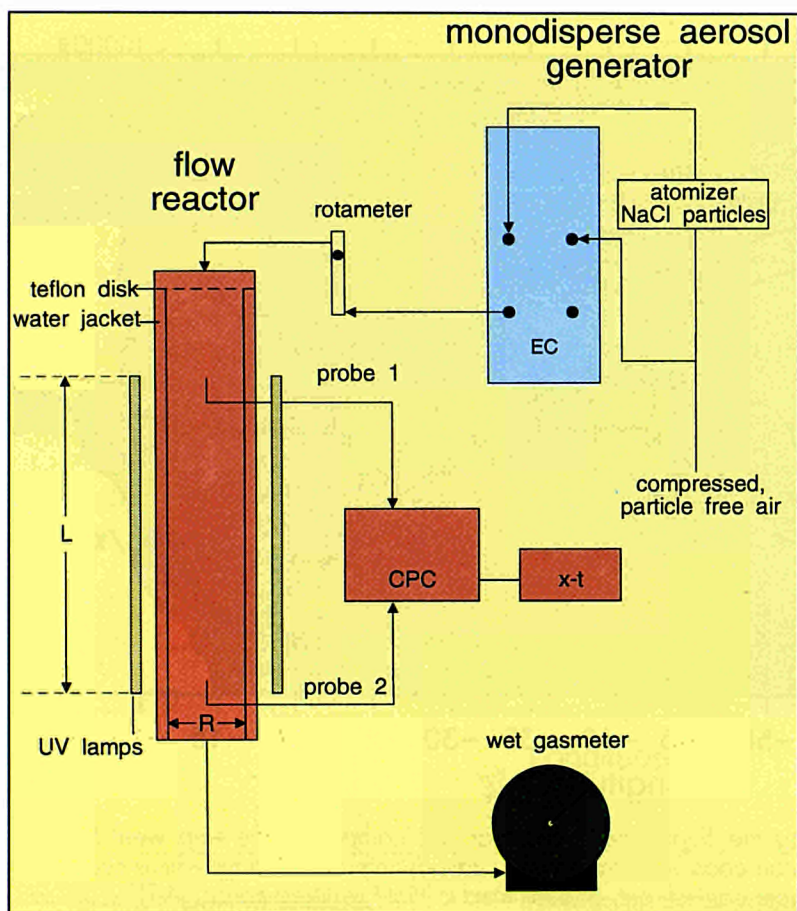 monodisperse aerosol
generator
flow
reactor
rotameter
atomizer
NaCl particles
teflon disk
water jacket
EC
probe 1
compressed,
particle free air
L
CPC
x-t
probe 2
R
UV lamps
wet gasmeter